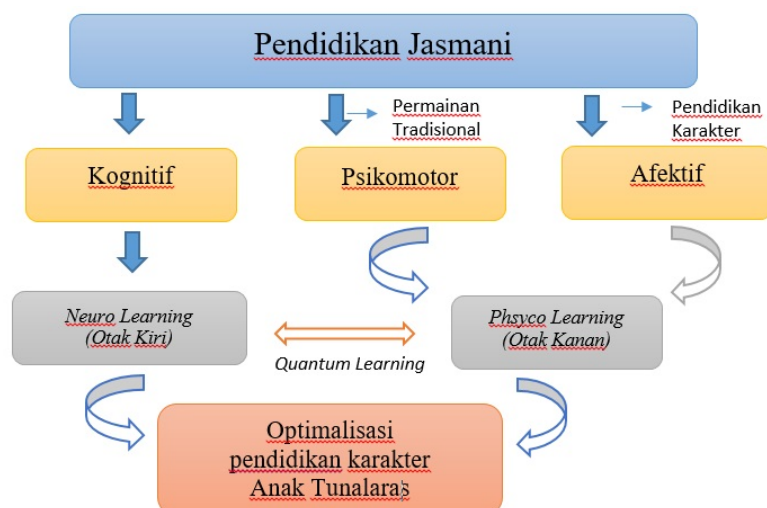 Pendidikan Jasmani
Permainan
Tradisional
Pendidikan
Karakter
Kognitif
Psikomotor
Afektif
Neuro Learning
(Otak Kiri)
Quantum Learning
Phsyco Learning
(Otak Kanan)
Optimalisasi
pendidikan karakter
Anak Tunalaras